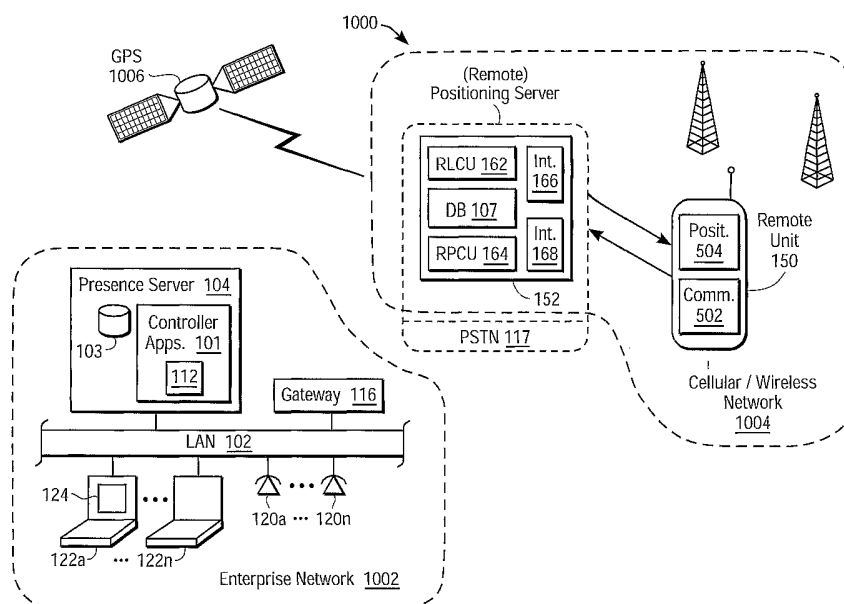 1000
GPS
1006
(Remote)
Positioning Server
RLCU 162
Int.
166
DB 107
RPCU 164
Int.
168
152
PSTN 117
Posit.
504
Comm.
502
Remote
Unit
150
Cellular / Wireless
Network
1004
Presence Server 104
103
Controller
Apps. 101
112
Gateway 116
LAN 102
124
122a
...
122n
120a ... 120n
Enterprise Network 1002